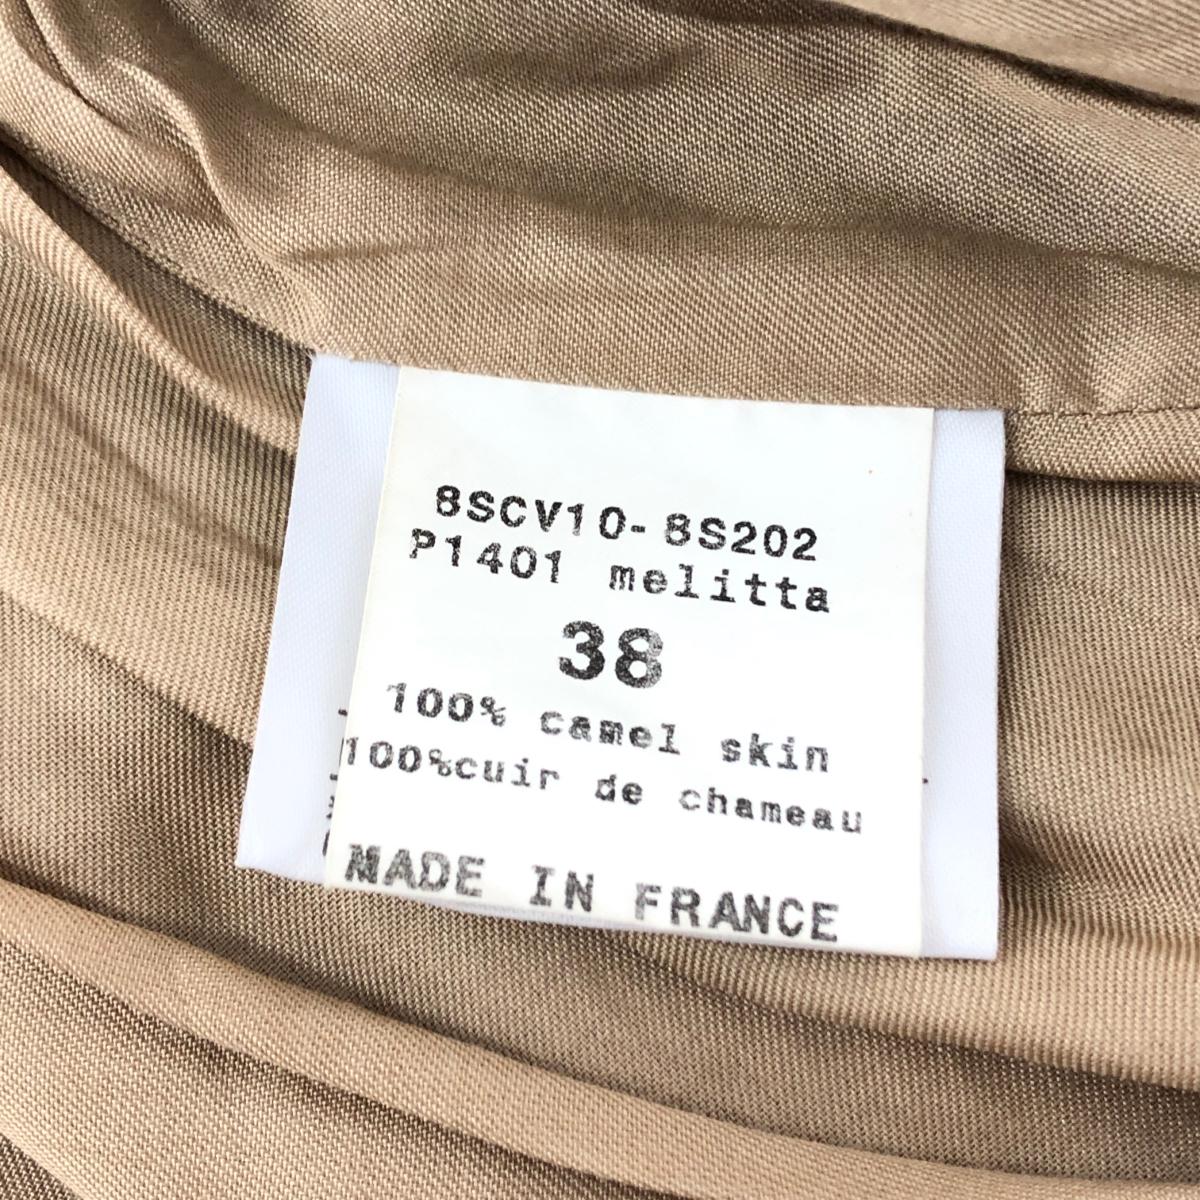 8SCV10-8S202
P1401 melitta
38
100% camel skin
100%cuir de chameau
MADE IN FRANCE